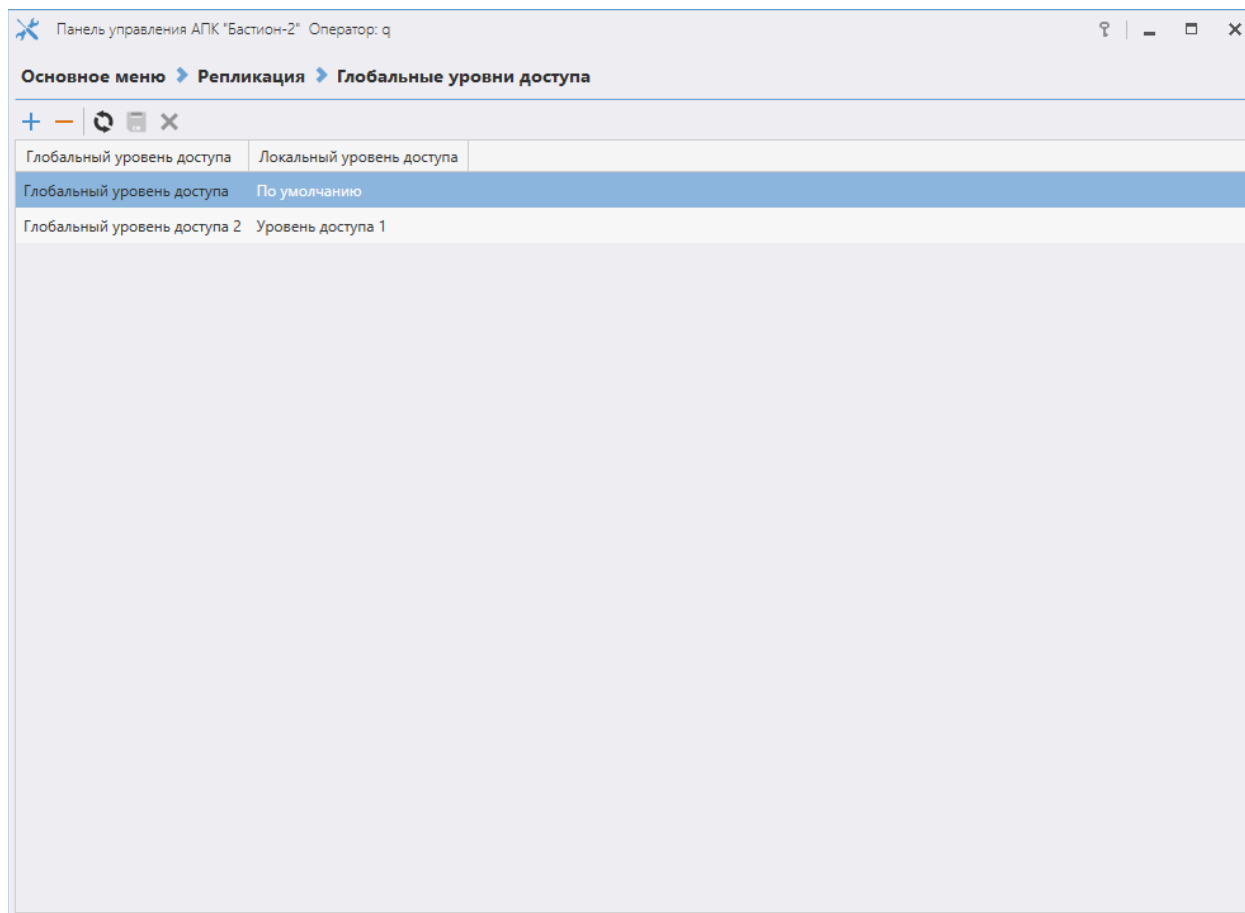 Панель управления АПК "Бастион-2" Оператор: q
Основное меню Репликация Глобальные уровни доступа
Глобальный уровень доступа Локальный уровень доступа
Глобальный уровень доступа По умолчанию
Глобальный уровень доступа 2 Уровень доступа 1